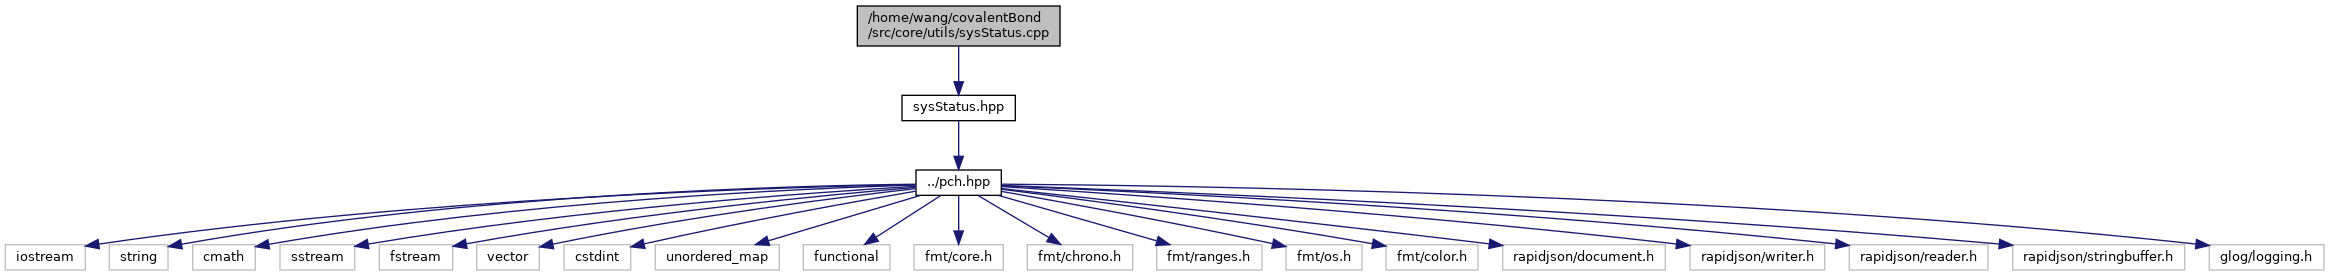 /home/wang/covalentBond
/src/core/utils/sysStatus.cpp
sysStatus.hpp
../pch.hpp
iostream
string
cmath
sstream
fstream
vector
cstdint
unordered_map
functional
fmt/core.h
fmt/chrono.h
fmt/ranges.h
fmt/os.h
fmt/color.h
rapidjson/document.h
rapidjson/writer.h
rapidjson/reader.h
rapidjson/stringbuffer.h
glog/logging.h